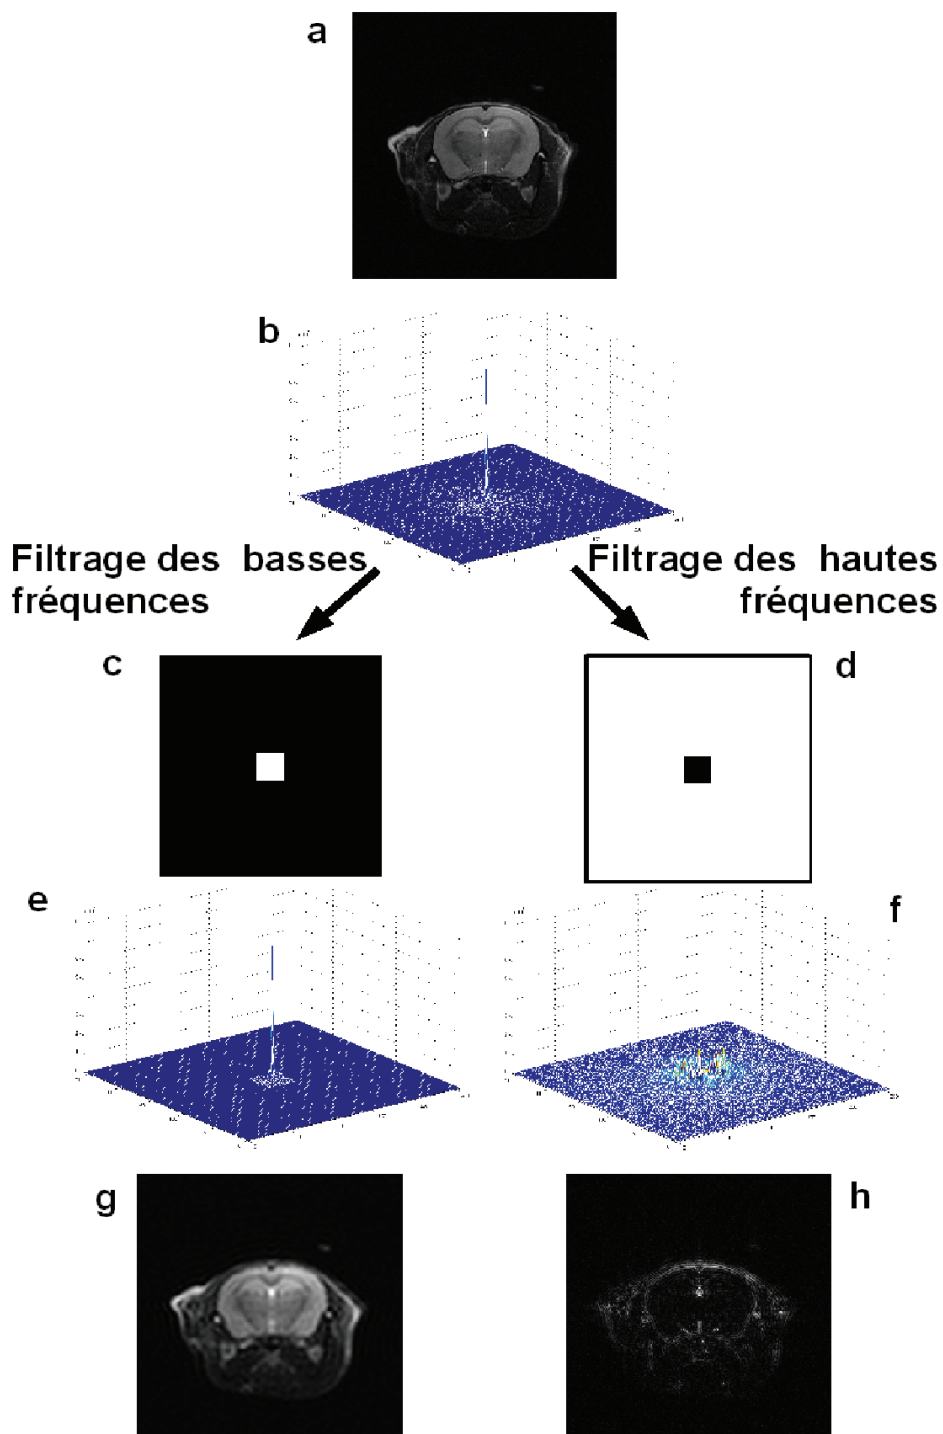 a
b
Filtrage des basses
fréquences
Filtrage des hautes
fréquences
c
d
e
f
g
h